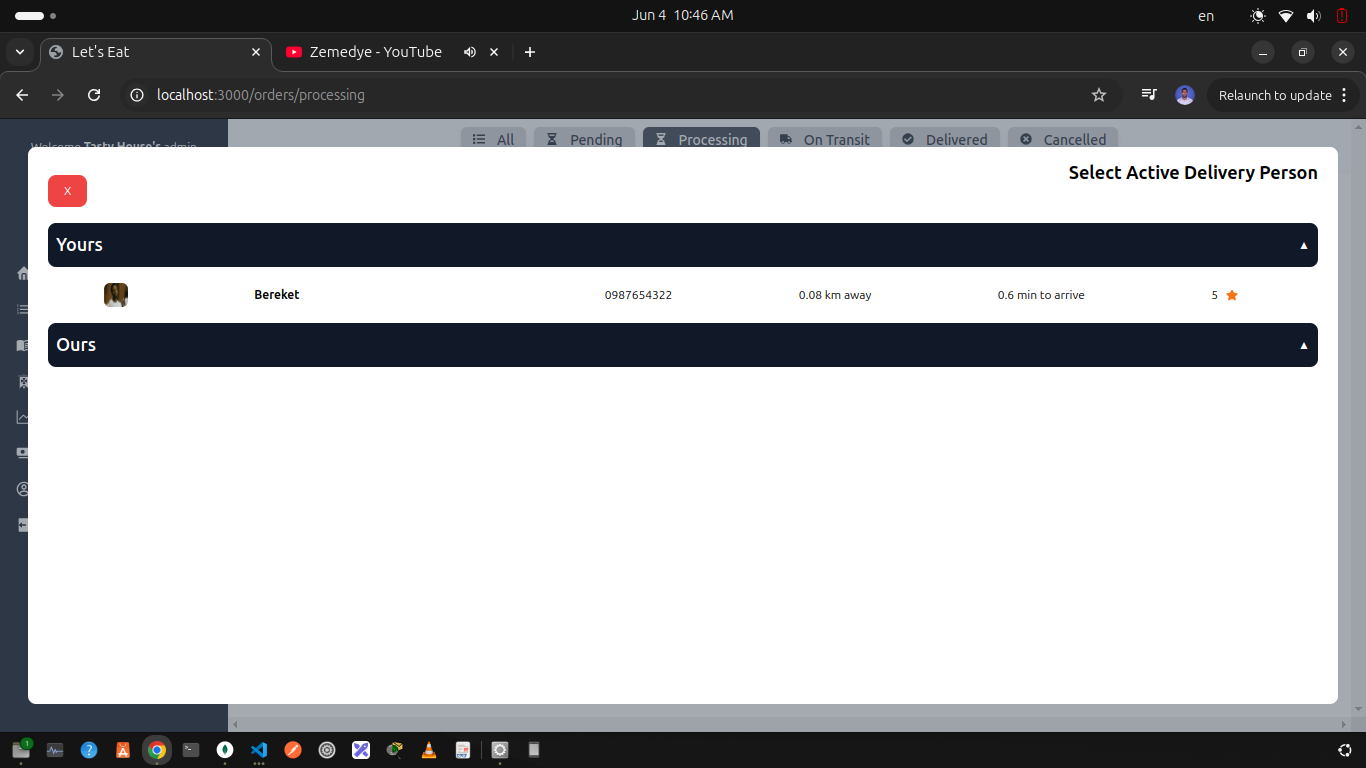 Jun 4 10:46 AM
en
Let's Eat
Zemedye - YouTube
localhost:3000/orders/processing
Relaunch to update
Welcome Tasty House's admin
All
Pending
Processing
On Transit
Delivered
Cancelled
X
Select Active Delivery Person
Yours
Bereket
0987654322
0.08 km away
0.6 min to arrive
5
Ours
1